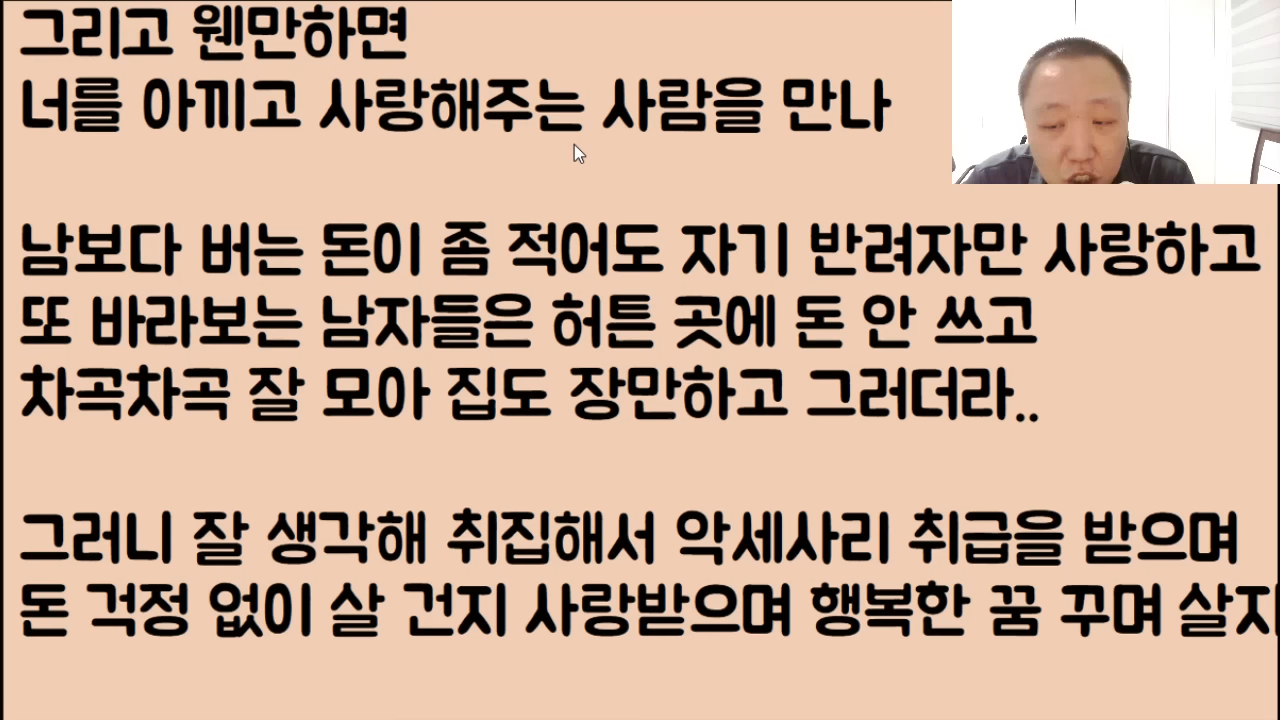 그리고 웬만하면
너를 아끼고 사랑해주는 사람을 만나
남보다 버는 돈이 좀 적어도 자기 반려자만 사랑하고
또 바라보는 남자들은 허튼 곳에 돈 안 쓰고
차곡차곡 잘 모아 집도 장만하고 그러더라..
그러니 잘 생각해 취집해서 악세사리 취급을 받으며
돈 걱정 없이 살 건지 사랑받으며 행복한 꿈 꾸며 살지